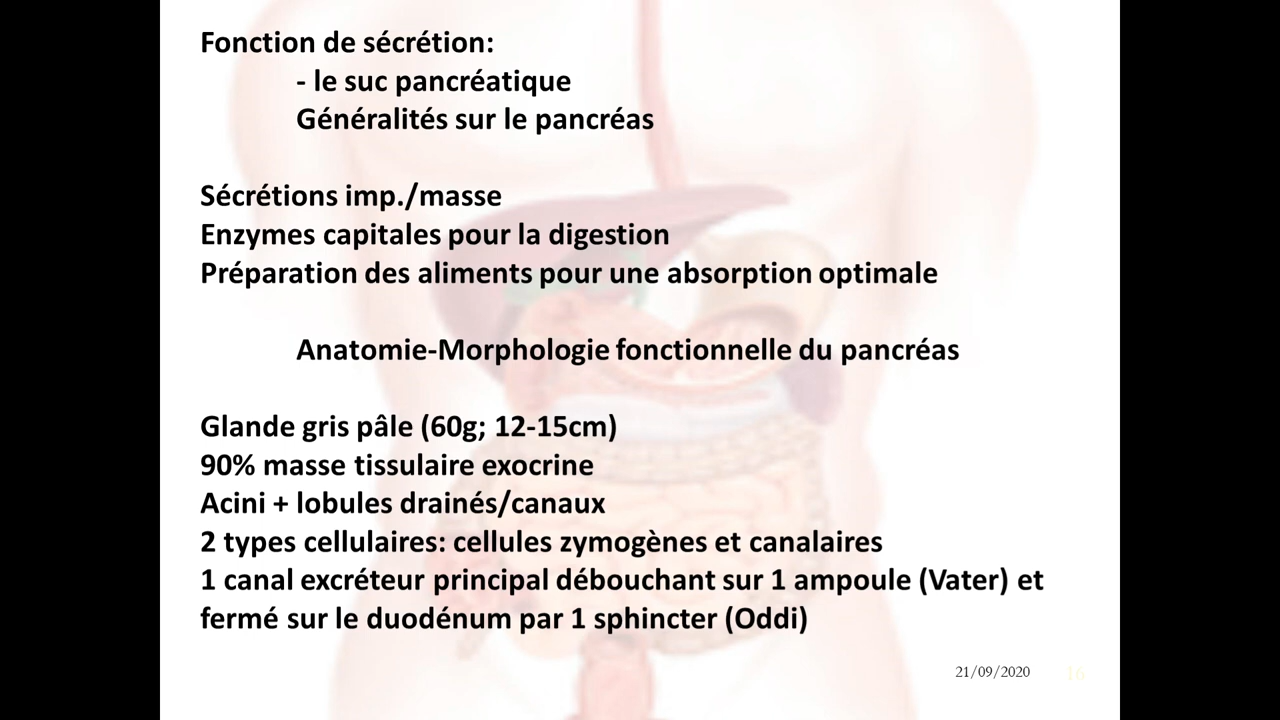 Fonction de sécrétion:
- le suc pancréatique
Généralités sur le pancréas
Sécrétions imp./masse
Enzymes capitales pour la digestion
Préparation des aliments pour une absorption optimale
Anatomie-Morphologie fonctionnelle du pancréas
Glande gris pâle (60g; 12-15cm)
90% masse tissulaire exocrine
Acini + lobules drainés/canaux
2 types cellulaires: cellules zymogènes et canalaires
1 canal excréteur principal débouchant sur 1 ampoule (Vater) et
fermé sur le duodénum par 1 sphincter (Oddi)
21/09/2020 16